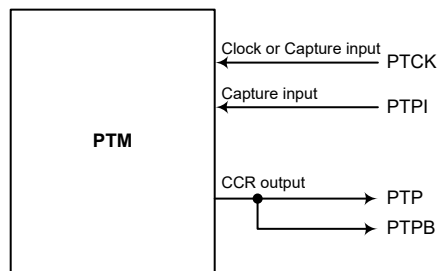 Clock or Capture input
PTCK
Capture input
PTPI
PTM
CCR output
PTP
PTPB